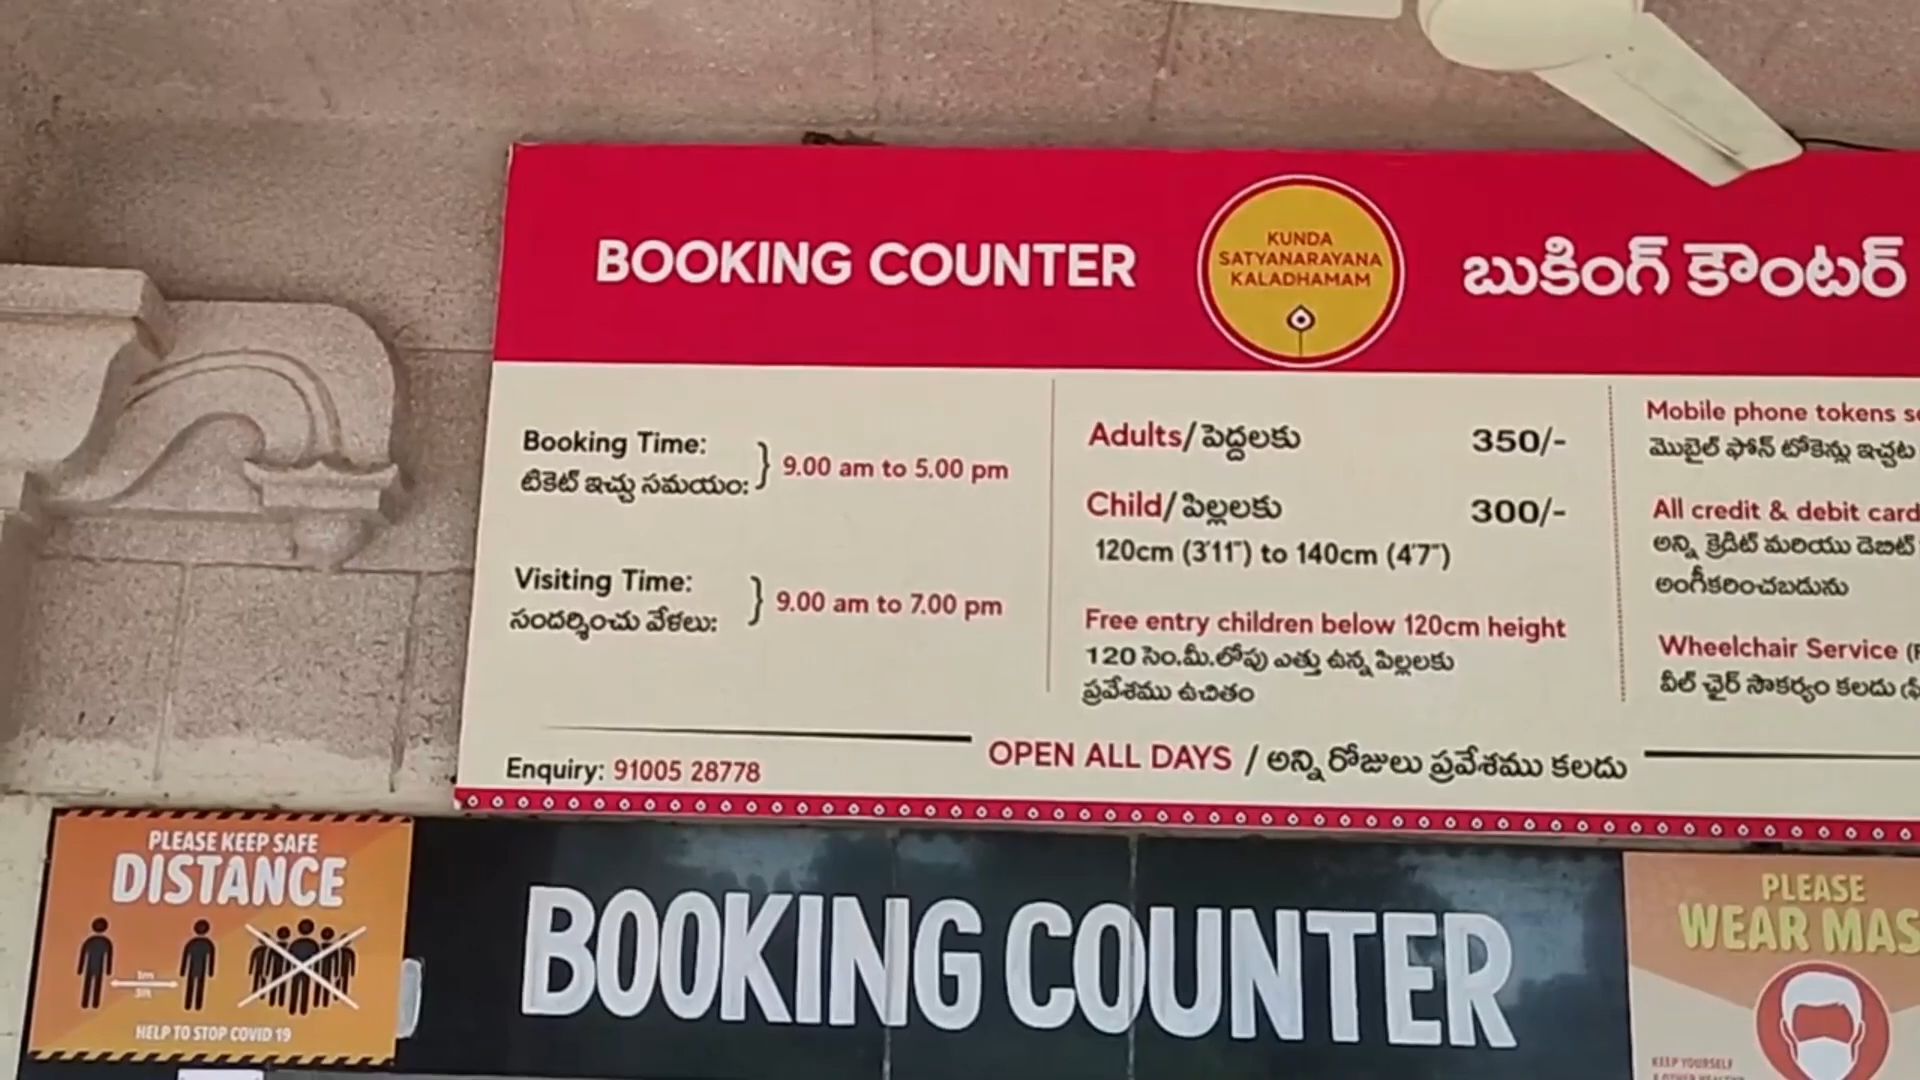 BOOKING COUNTER
KUNDA
SATYANARAYANA
KALADHAMAM
బుకింగ్ కౌంటర్
Booking Time:
టికెట్ ఇచ్చు సమయం:
9.00 am to 5.00 pm
Visiting Time:
సందర్శించు వేళలు:
9.00 am to 7.00 pm
Adults/పెద్దలకు 350/-
Child/పిల్లలకు 300/-
120cm (3'11") to 140cm (4'7")
Free entry children below 120cm height
120 సెం.మీ.లోపు ఎత్తు ఉన్న పిల్లలకు
ప్రవేశము ఉచితం
Mobile phone tokens
మొబైల్ ఫోన్ టోకెన్లు ఇచ్చట
All credit & debit card
అన్ని క్రెడిట్ మరియు డెబిట్
అంగీకరించబడును
Wheelchair Service
వీల్ ఛైర్ సౌకర్యం కలదు
OPEN ALL DAYS / అన్ని రోజులు ప్రవేశము కలదు
Enquiry: 91005 28778
PLEASE KEEP SAFE
DISTANCE
1m
3ft
HELP TO STOP COVID 19
BOOKING COUNTER
PLEASE
WEAR MAS
KEEP YOURSELF